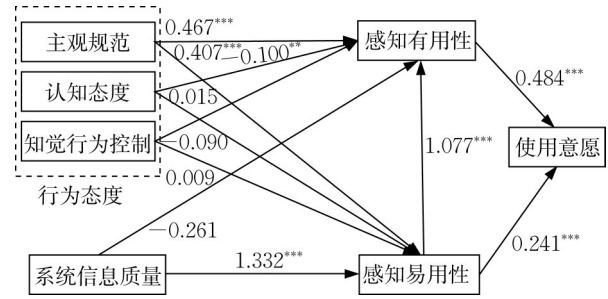 0.467***
主观规范
0.407***
-0.100**
感知有用性
认知态度
0.015
0.484***
知觉行为控制
-0.090
1.077***
使用意愿
行为态度
0.009
-0.261
0.241***
系统信息质量
1.332***
感知易用性